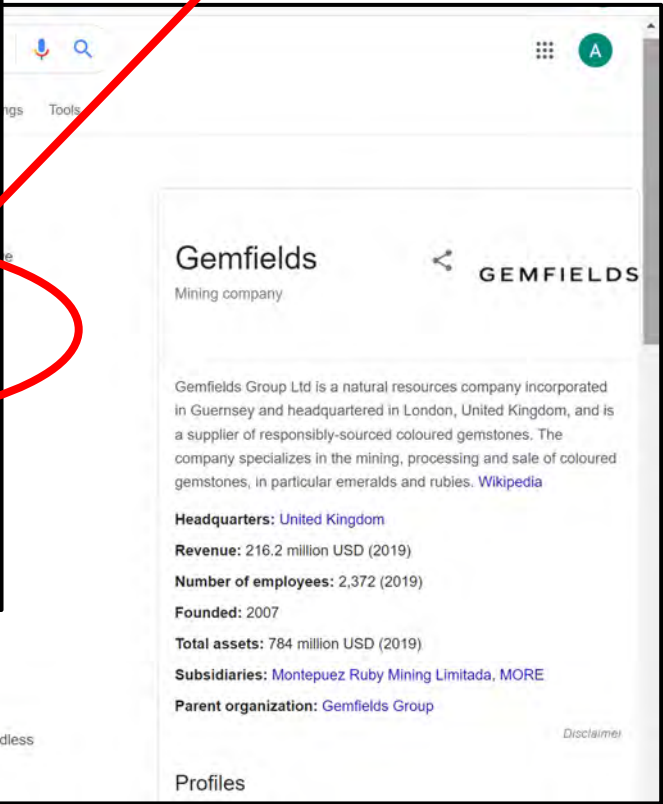 A
Tools
Gemfields
GEMFIELDS
Mining company
Gemfields Group Ltd is a natural resources company incorporated
in Guernsey and headquartered in London, United Kingdom, and is
a supplier of responsibly-sourced coloured gemstones. The
company specializes in the mining, processing and sale of coloured
gemstones, in particular emeralds and rubies. Wikipedia
Headquarters: United Kingdom
Revenue: 216.2 million USD (2019)
Number of employees: 2,372 (2019)
Founded: 2007
Total assets: 784 million USD (2019)
Subsidiaries: Montepuez Ruby Mining Limitada, MORE
Parent organization: Gemfields Group
Disclaimer
Profiles